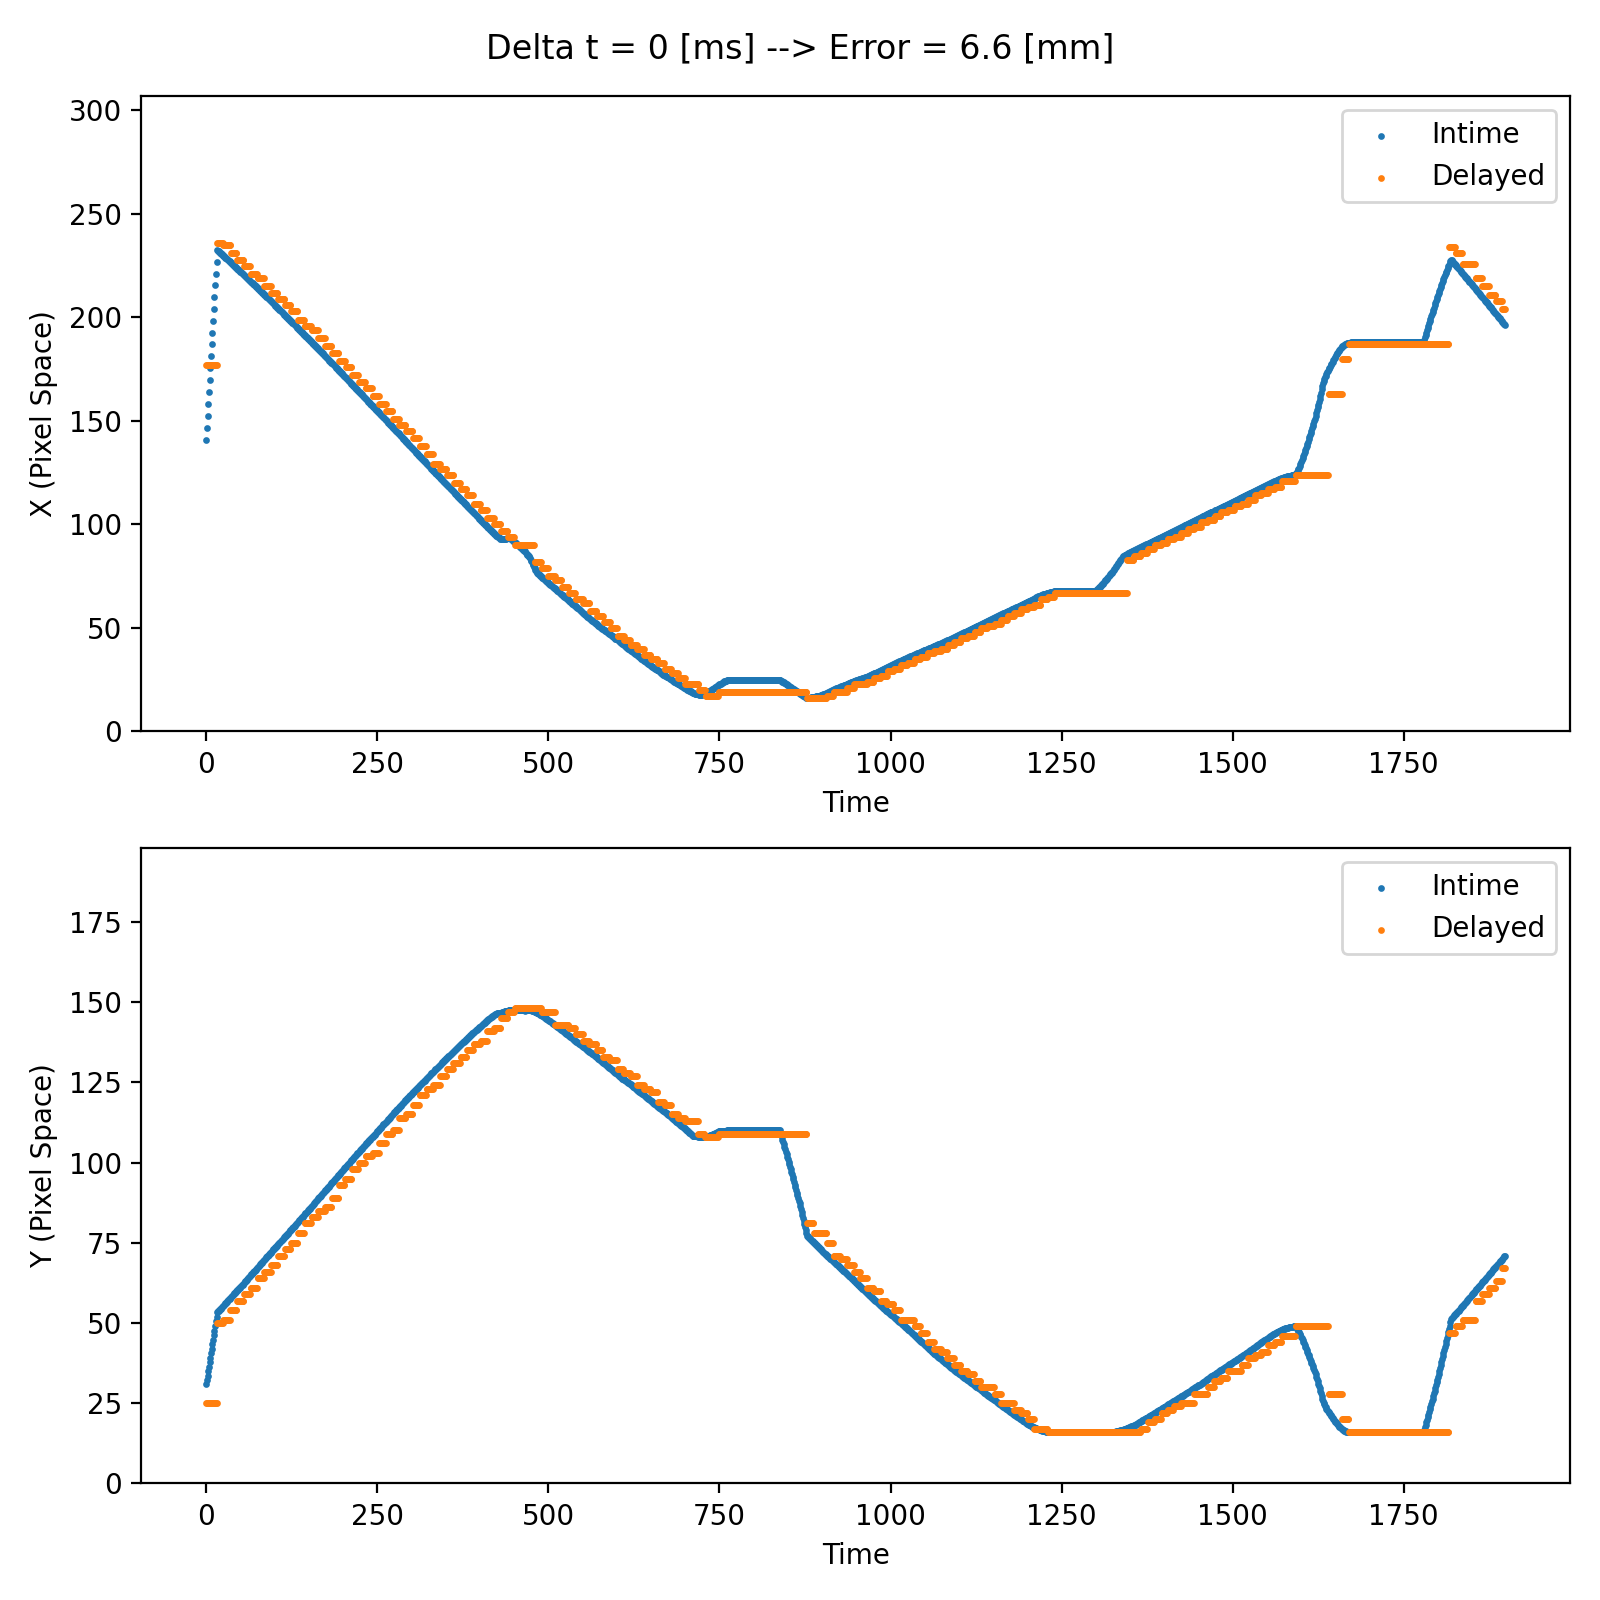 Delta t = 0 [ms] --> Error = 6.6 [mm]
300
250
200
150
100
50
0
X (Pixel Space)
Intime
Delayed
0 250 500 750 1000 1250 1500 1750
Time
175
150
125
100
75
50
25
0
Y (Pixel Space)
Intime
Delayed
0 250 500 750 1000 1250 1500 1750
Time